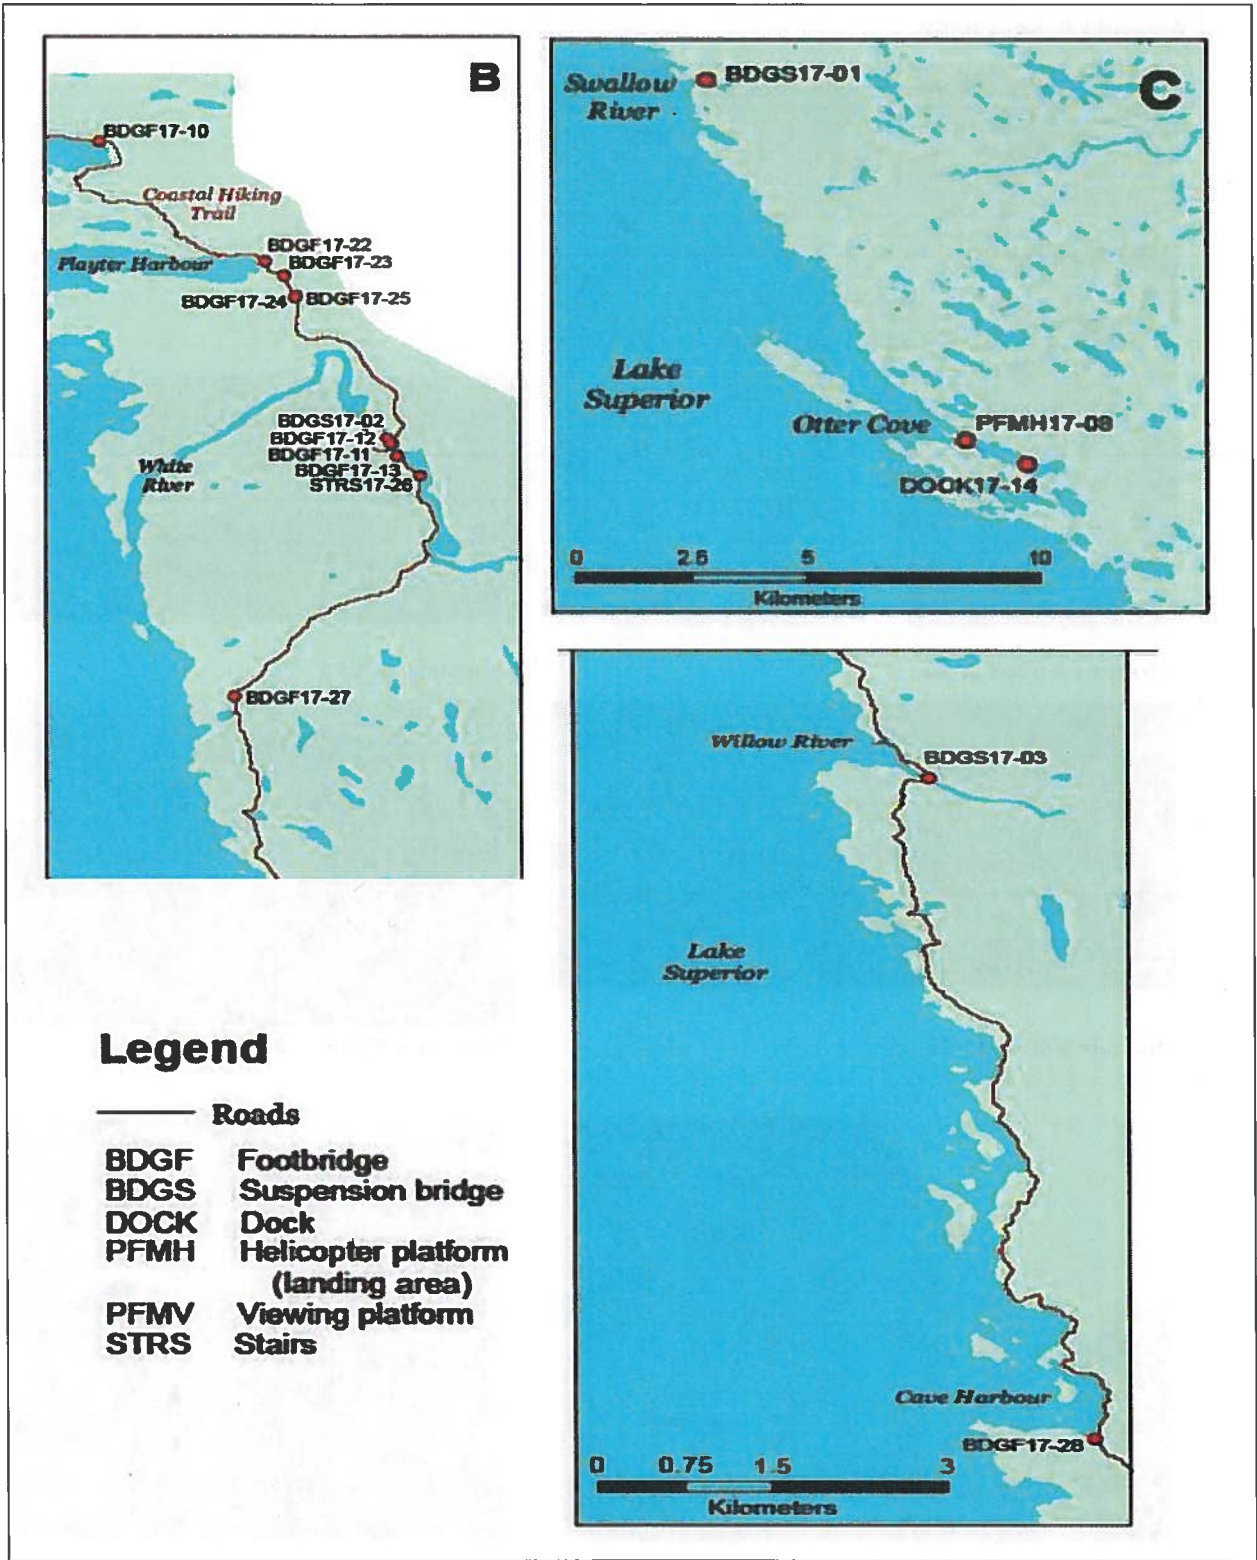 B
BDGF17-10
Coastal Hiking
Trail
BDGF17-22
BDGF17-23
Playter Harbour
BDGF17-24
BDGF17-25
BDGS17-02
BDGF17-12
BDGF17-11
BDGF17-13
STRS17-26
White
River
BDGF17-27
C
Swallow
River
BDGS17-01
Lake
Superior
Otter Cove
PFMH17-08
DOCK17-14
0 2.5 5 10
Kilometers
Willow River
BDGS17-03
Lake
Superior
Cave Harbour
BDGF17-28
0 0.75 1.5 3
Kilometers
Legend
Roads
BDGF Footbridge
BDGS Suspension bridge
DOCK Dock
PFMH Helicopter platform
(landing area)
PFMV Viewing platform
STRS Stairs